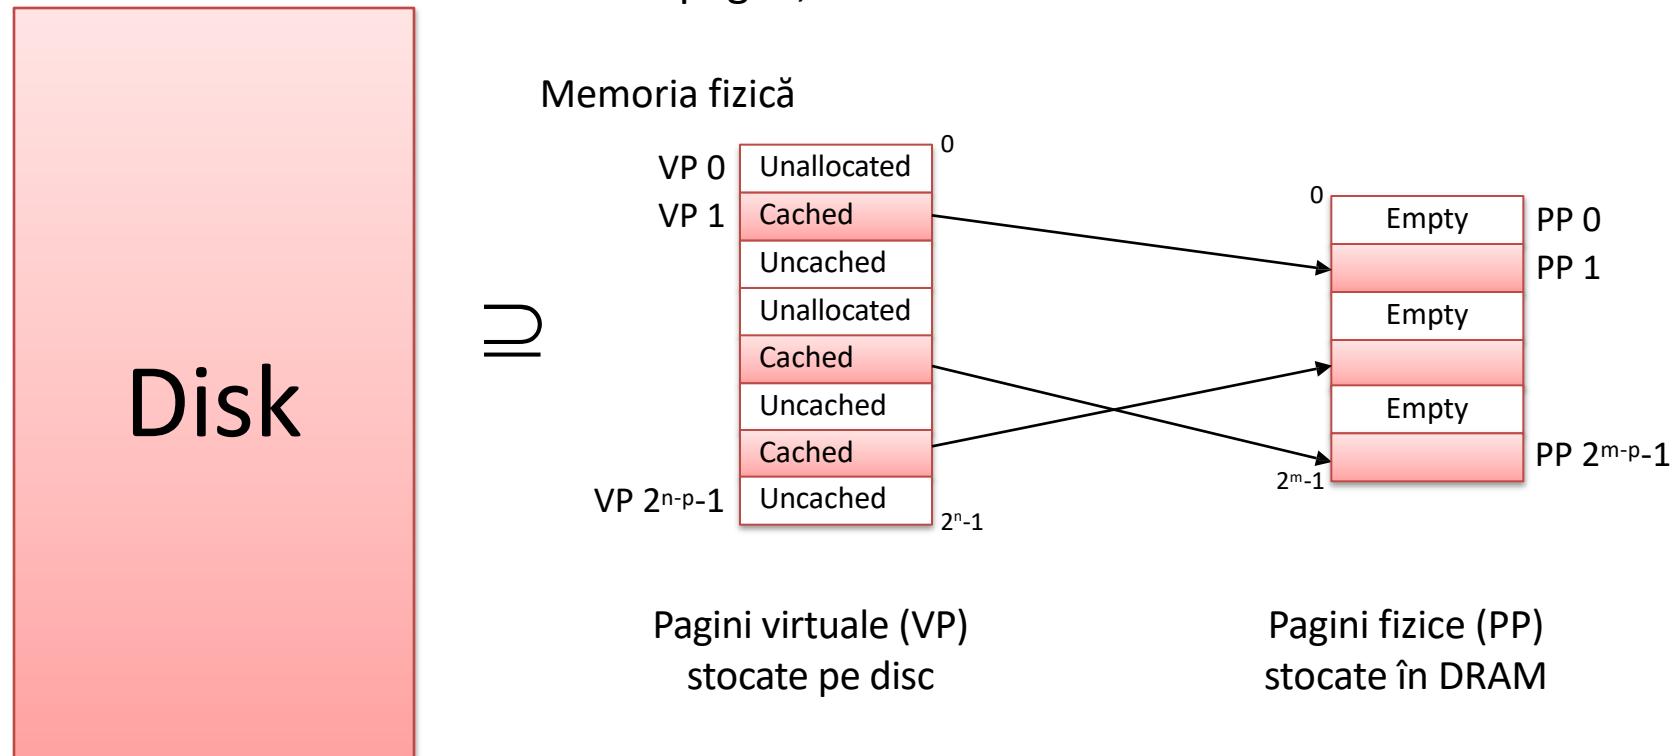 Disk
⊇
Memoria fizică
0
VP 0 Unallocated
VP 1 Cached
Uncached
Unallocated
Cached
Uncached
Cached
VP 2ⁿ⁻ᵖ-1 Uncached
2ⁿ-1
0
Empty PP 0
PP 1
Empty
Empty
PP 2ᵐ⁻ᵖ-1
2ᵐ-1
Pagini virtuale (VP)
stocate pe disc
Pagini fizice (PP)
stocate în DRAM